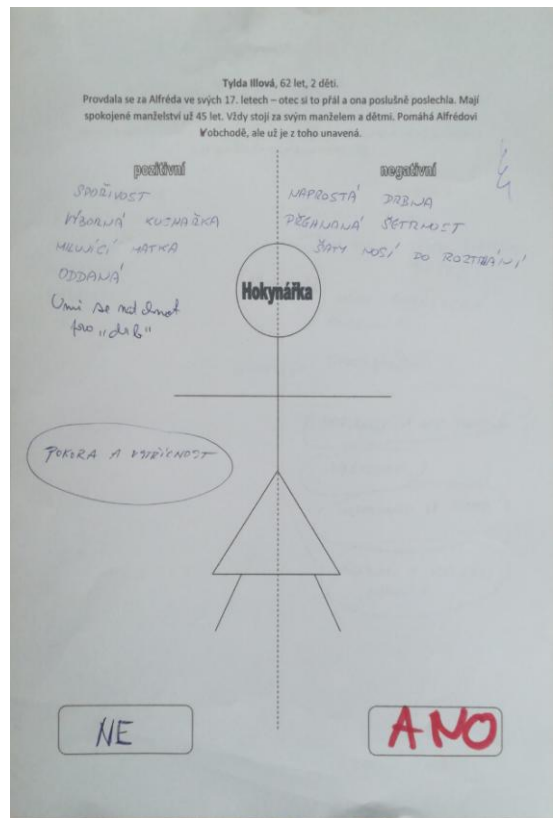 Tylda Illová, 62 let, 2 děti.
Provdala se za Alfréda ve svých 17. letech – otec si to přál a ona poslušně poslechla. Mají
spokojené manželství už 45 let. Vždy stojí za svým manželem a dětmi. Pomáhá Alfrédovi
v obchodě, ale už je z toho unavená.
pozitivní
SPOŘIVOST
VÝBORNÁ KUCHAŘKA
MILUJÍCÍ MATKA
ODDANÁ
Umí se nadchnout
pro „drb"
negativní
NAPROSTÁ DRBNA
PŘEHNANÁ ŠETRNOST
ŠATY NOSÍ DO ROZTRHÁNÍ
Hokynářka
POKORA A VSTŘÍCNOST
NE
ANO